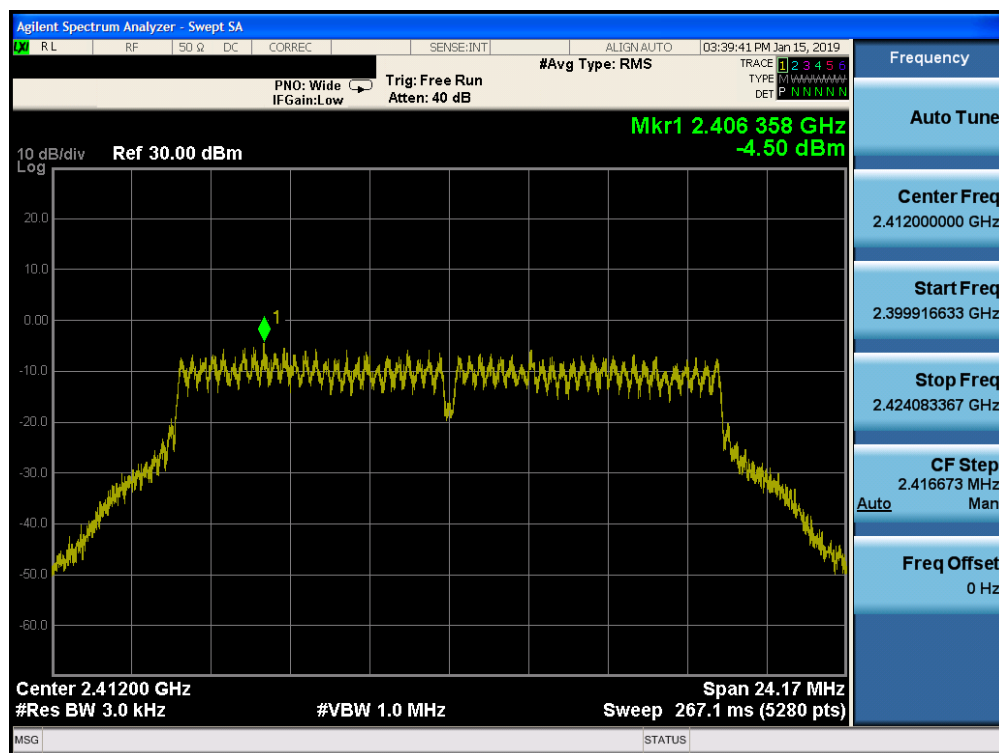 Agilent Spectrum Analyzer - Swept SA
LXI RL RF 50 Ω DC CORREC SENSE:INT ALIGN AUTO 03:39:41 PM Jan 15, 2019
PNO: Wide
IFGain:Low
Trig: Free Run
Atten: 40 dB
#Avg Type: RMS
TRACE 1 2 3 4 5 6
TYPE M WWWWW
DET P N N N N N
Mkr1 2.406 358 GHz
-4.50 dBm
10 dB/div Ref 30.00 dBm
Log
20.0
10.0
0.00
-10.0
-20.0
-30.0
-40.0
-50.0
-60.0
1
Center 2.41200 GHz Span 24.17 MHz
#Res BW 3.0 kHz #VBW 1.0 MHz Sweep 267.1 ms (5280 pts)
MSG STATUS
Frequency
Auto Tune
Center Freq
2.412000000 GHz
Start Freq
2.399916633 GHz
Stop Freq
2.424083367 GHz
CF Step
2.416673 MHz
Auto Man
Freq Offset
0 Hz